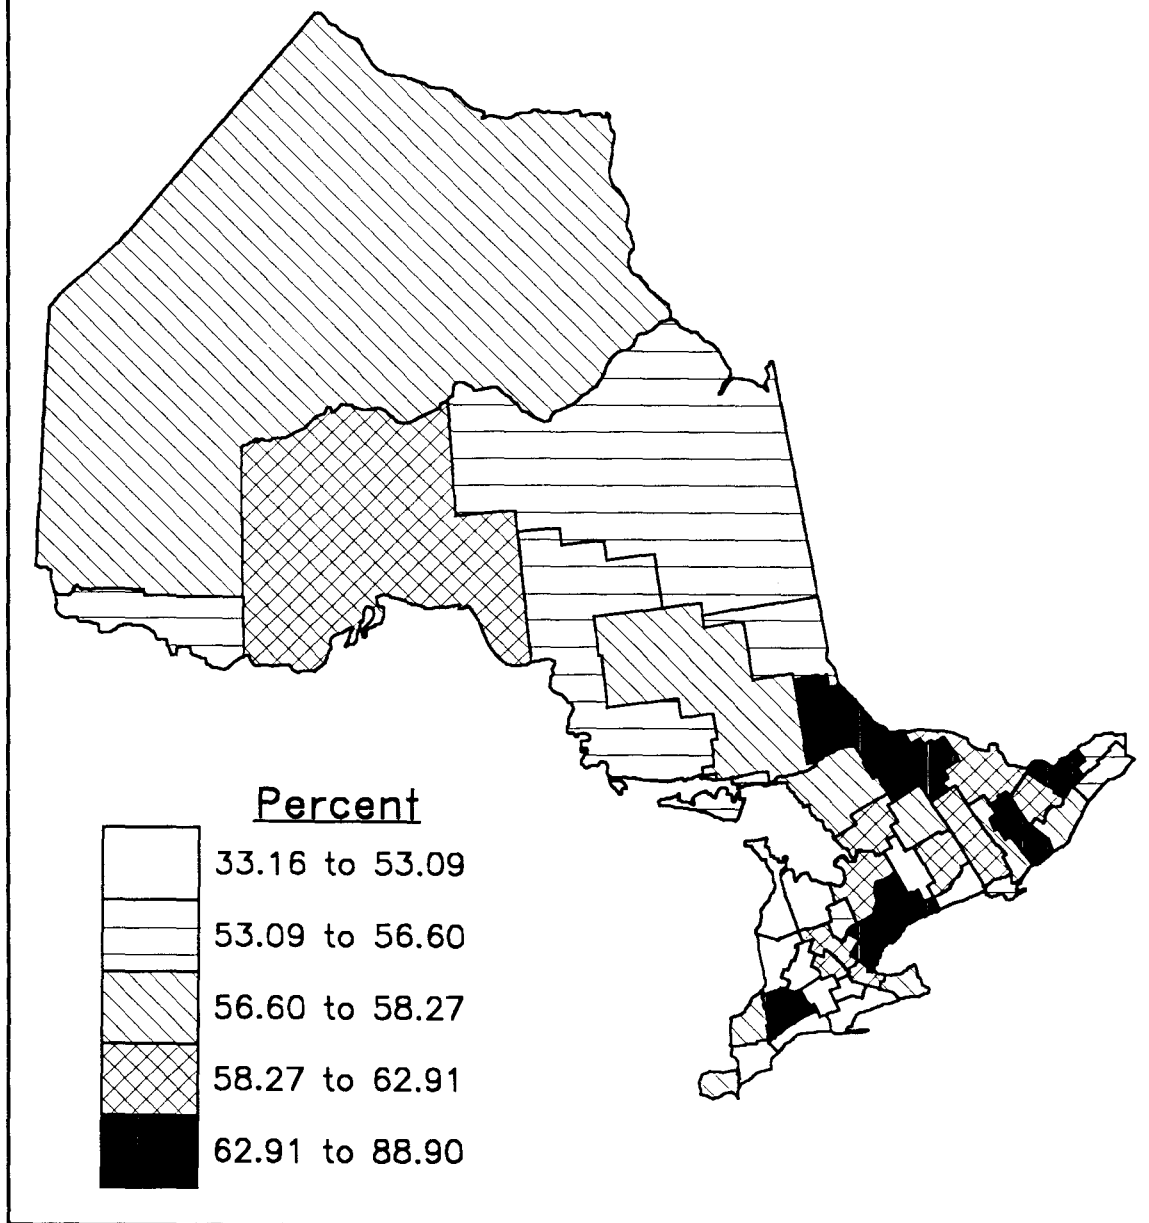 Percent
33.16 to 53.09
53.09 to 56.60
56.60 to 58.27
58.27 to 62.91
62.91 to 88.90